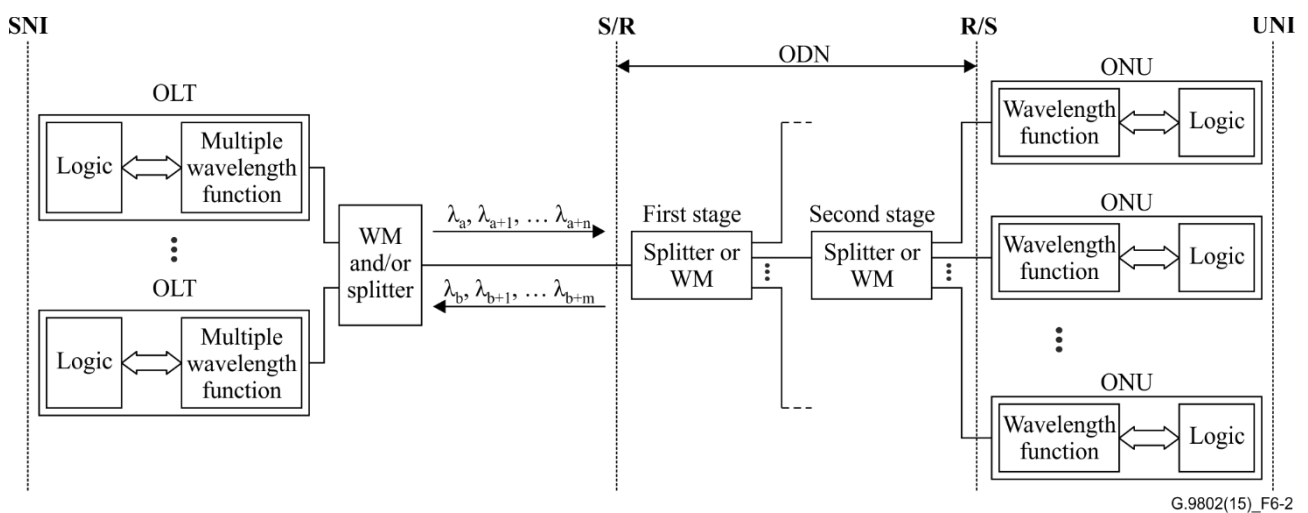 SNI
S/R
R/S
UNI
ODN
OLT
Logic
Multiple
wavelength
function
OLT
Logic
Multiple
wavelength
function
WM
and/or
splitter
λa, λa+1, … λa+n
λb, λb+1, … λb+m
First stage
Splitter or
WM
Second stage
Splitter or
WM
ONU
Wavelength
function
Logic
ONU
Wavelength
function
Logic
ONU
Wavelength
function
Logic
G.9802(15)_F6-2